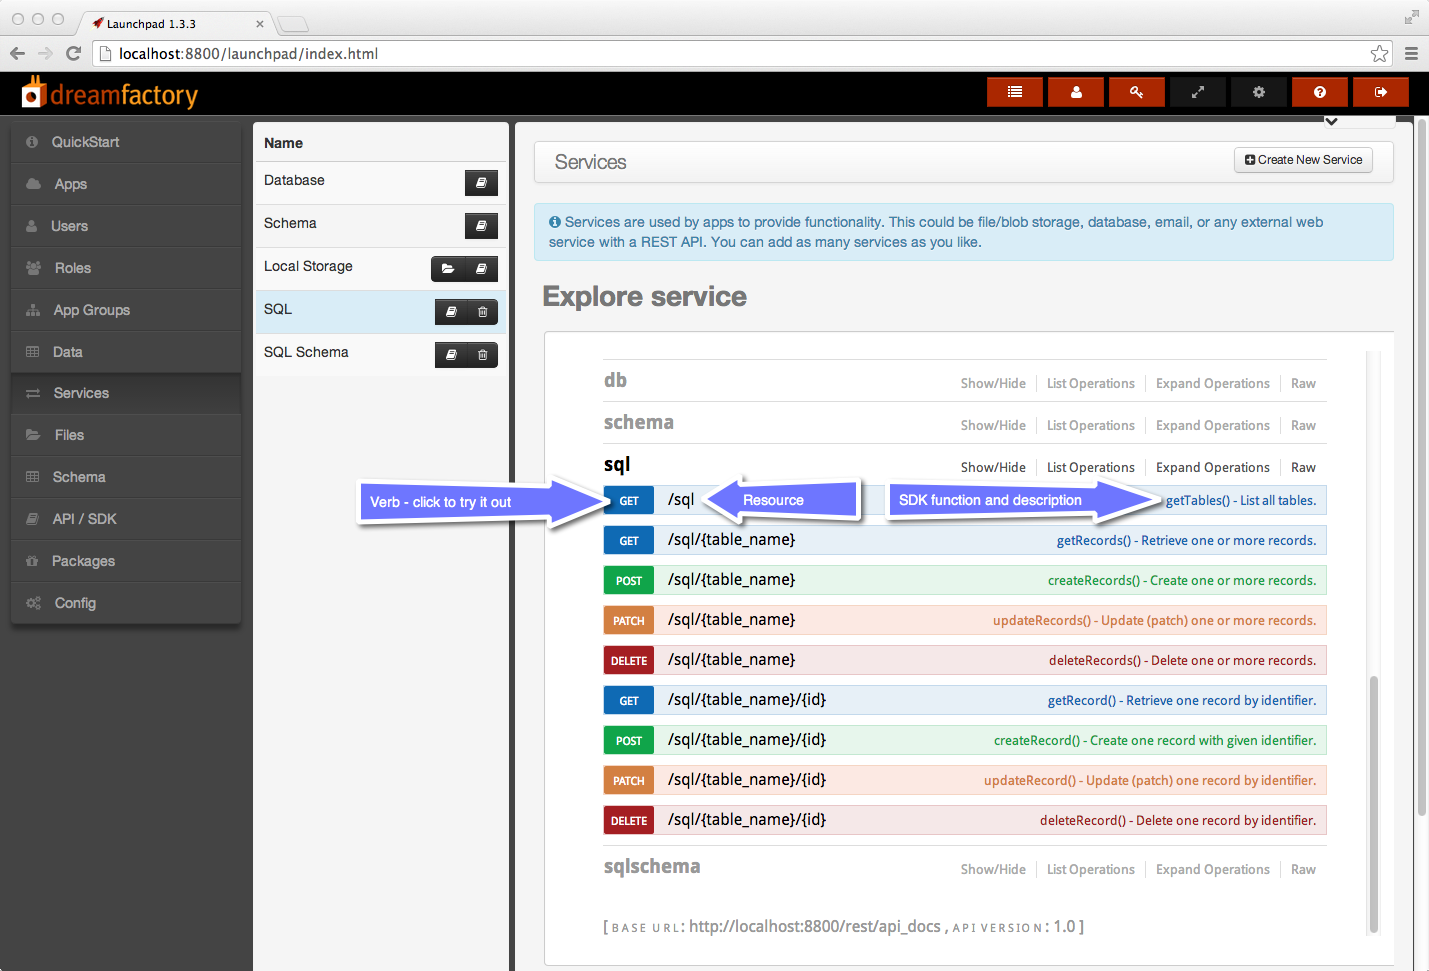 Launchpad 1.3.3
localhost:8800/launchpad/index.html
dreamfactory
QuickStart
Apps
Users
Roles
App Groups
Data
Services
Files
Schema
API / SDK
Packages
Config
Name
Database
Schema
Local Storage
SQL
SQL Schema
Services
Create New Service
Services are used by apps to provide functionality. This could be file/blob storage, database, email, or any external web
service with a REST API. You can add as many services as you like.
Explore service
db Show/Hide List Operations Expand Operations Raw
schema Show/Hide List Operations Expand Operations Raw
sql Show/Hide List Operations Expand Operations Raw
Verb - click to try it out GET /sql Resource SDK function and description getTables() - List all tables.
GET /sql/{table_name} getRecords() - Retrieve one or more records.
POST /sql/{table_name} createRecords() - Create one or more records.
PATCH /sql/{table_name} updateRecords() - Update (patch) one or more records.
DELETE /sql/{table_name} deleteRecords() - Delete one or more records.
GET /sql/{table_name}/{id} getRecord() - Retrieve one record by identifier.
POST /sql/{table_name}/{id} createRecord() - Create one record with given identifier.
PATCH /sql/{table_name}/{id} updateRecord() - Update (patch) one record by identifier.
DELETE /sql/{table_name}/{id} deleteRecord() - Delete one record by identifier.
sqlschema Show/Hide List Operations Expand Operations Raw
[ BASE URL: http://localhost:8800/rest/api_docs , API VERSION: 1.0 ]